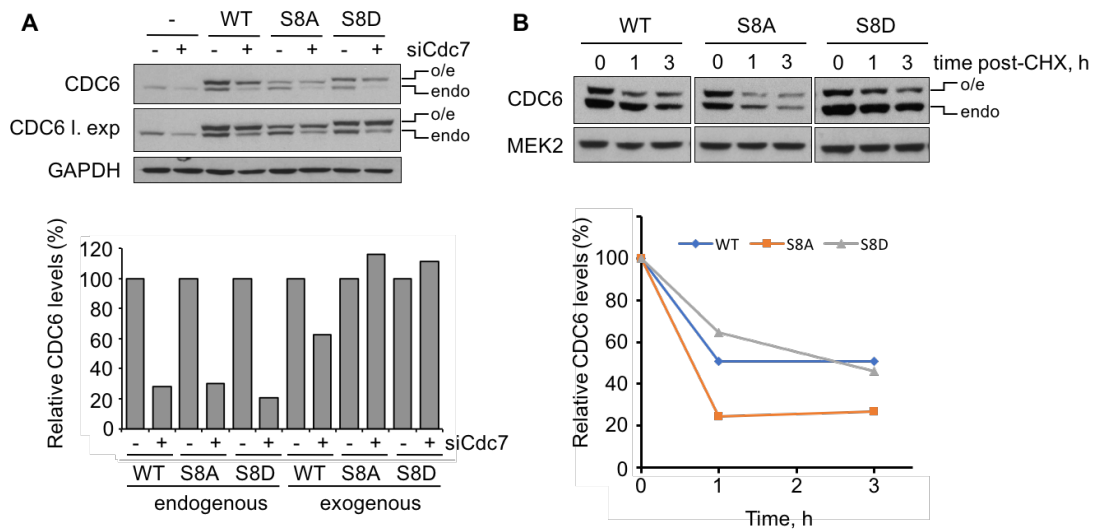 A
- WT S8A S8D
- + - + - + - + siCdc7
CDC6
o/e
endo
CDC6 l. exp
o/e
endo
GAPDH
Relative CDC6 levels (%)
120
100
80
60
40
20
0
- + - + - + - + - + - + siCdc7
WT S8A S8D WT S8A S8D
endogenous exogenous
B
WT S8A S8D
0 1 3 0 1 3 0 1 3 time post-CHX, h
CDC6
o/e
endo
MEK2
Relative CDC6 levels (%)
WT S8A S8D
100
80
60
40
20
0
0 1 2 3
Time, h